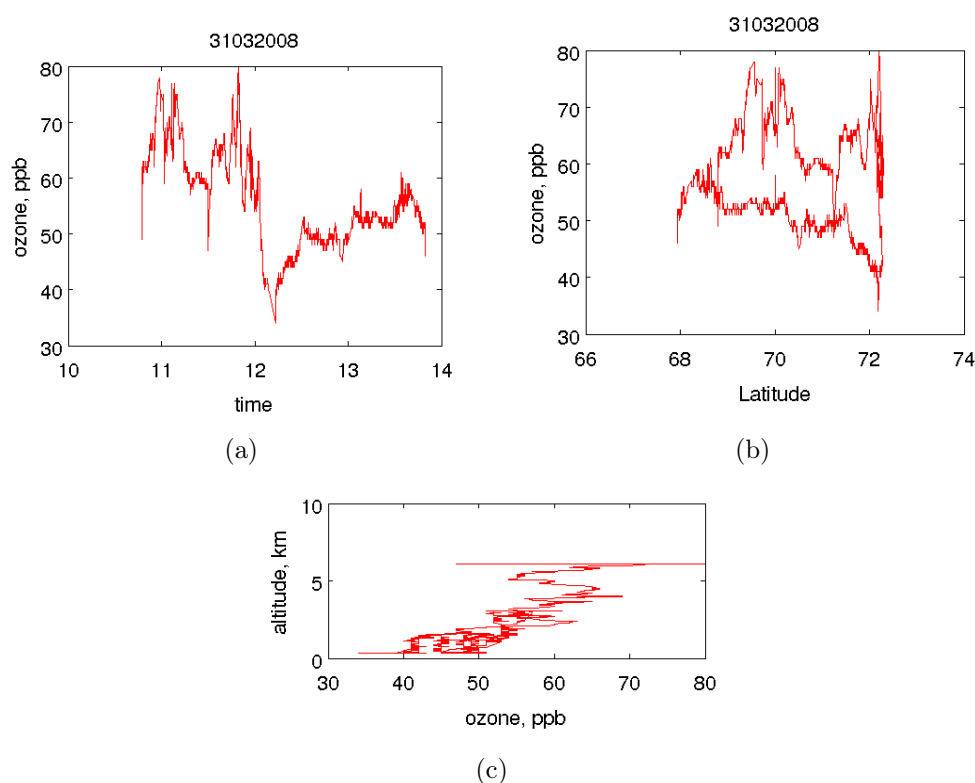 31032008
80
70
60
50
40
30
ozone, ppb
10 11 12 13 14
time
(a)
31032008
80
70
60
50
40
30
ozone, ppb
66 68 70 72 74
Latitude
(b)
10
5
0
altitude, km
30 40 50 60 70 80
ozone, ppb
(c)